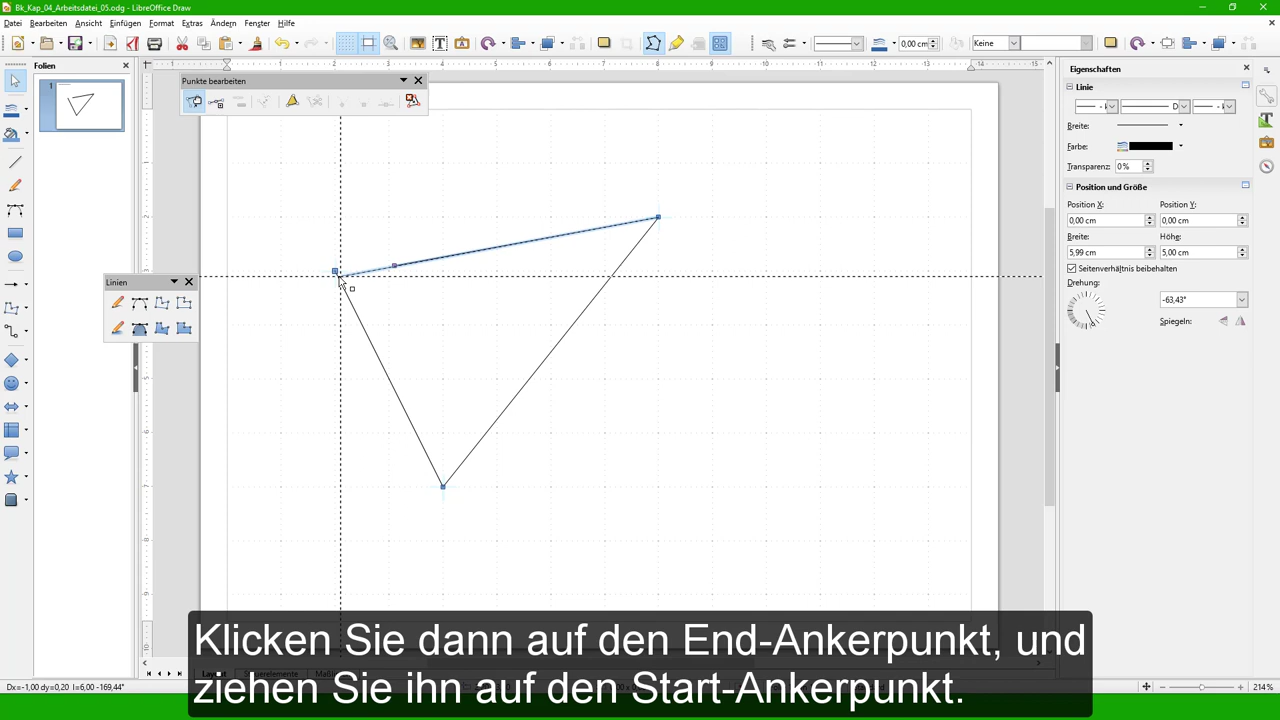 Bk_Kap_04_Arbeitsdatei_05.odg - LibreOffice Draw
Datei Bearbeiten Ansicht Einfügen Format Extras Ändern Fenster Hilfe
0,00 cm
Keine
Folien
1
Punkte bearbeiten
Linien
Eigenschaften
Linie
Breite:
Farbe:
Transparenz: 0%
Position und Größe
Position X: Position Y:
0,00 cm 0,00 cm
Breite: Höhe:
5,99 cm 5,00 cm
Seitenverhältnis beibehalten
Drehung:
-63,43°
Spiegeln:
Klicken Sie dann auf den End-Ankerpunkt, und
ziehen Sie ihn auf den Start-Ankerpunkt.
Dx=-1,00 dy=0,20 l=6,00 -169,44°
214%